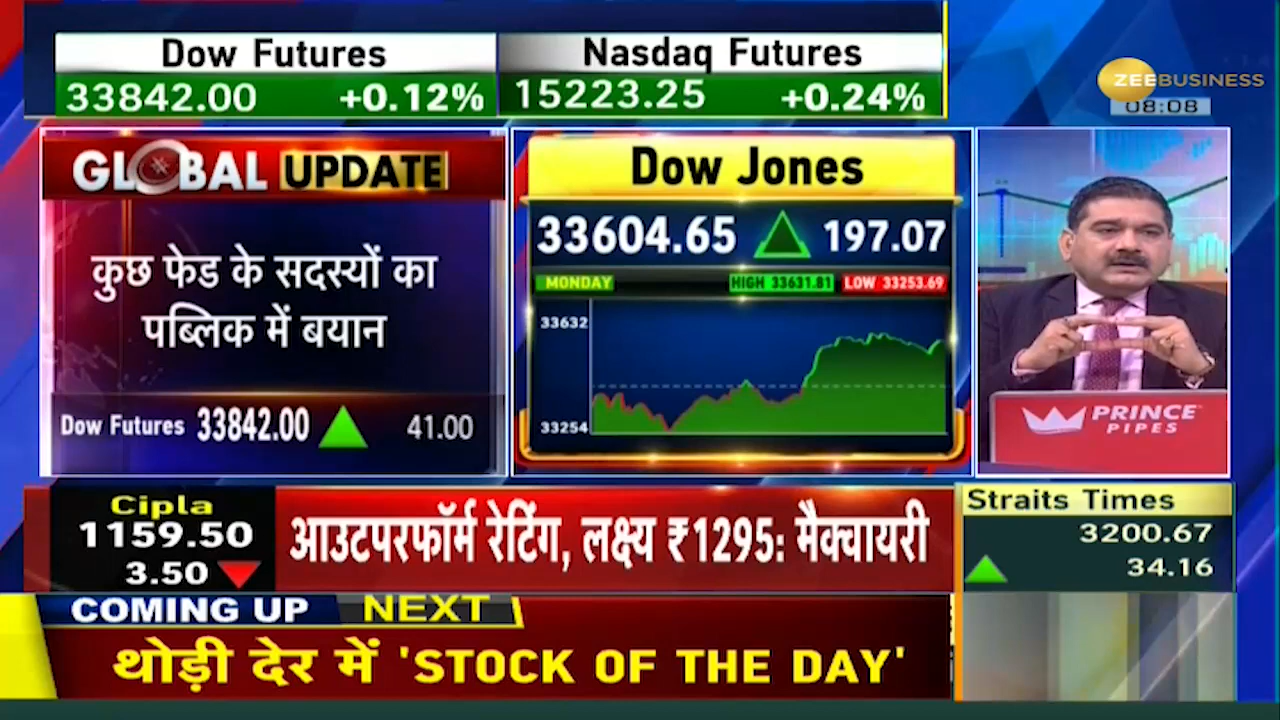 Dow Futures
33842.00 +0.12%
Nasdaq Futures
15223.25 +0.24%
ZEEBUSINESS
08:08
GLOBAL UPDATE
कुछ फेड के सदस्यों का
पब्लिक में बयान
Dow Futures 33842.00 41.00
Dow Jones
33604.65 197.07
MONDAY HIGH 33631.81 LOW 33253.69
33632
33254
PRINCE
PIPES
Cipla
1159.50
3.50
आउटपरफॉर्म रेटिंग, लक्ष्य ₹1295: मैक्वायरी
Straits Times
3200.67
34.16
COMING UP NEXT
थोड़ी देर में 'STOCK OF THE DAY'